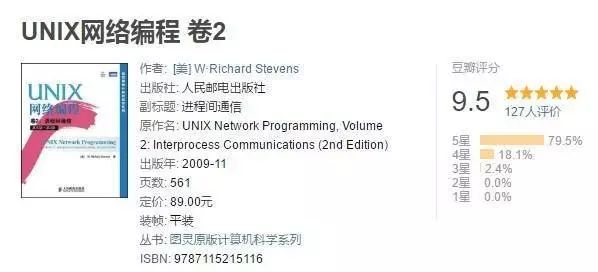 UNIX网络编程 卷2
UNIX
网络编程
卷2：进程间通信
UNIX Network Programming
作者: [美] W·Richard Stevens
出版社: 人民邮电出版社
副标题: 进程间通信
原作名: UNIX Network Programming, Volume
2: Interprocess Communications (2nd Edition)
出版年: 2009-11
页数: 561
定价: 89.00元
装帧: 平装
丛书: 图灵原版计算机科学系列
ISBN: 9787115215116
豆瓣评分
9.5
127人评价
5星 79.5%
4星 18.1%
3星 2.4%
2星 0.0%
1星 0.0%